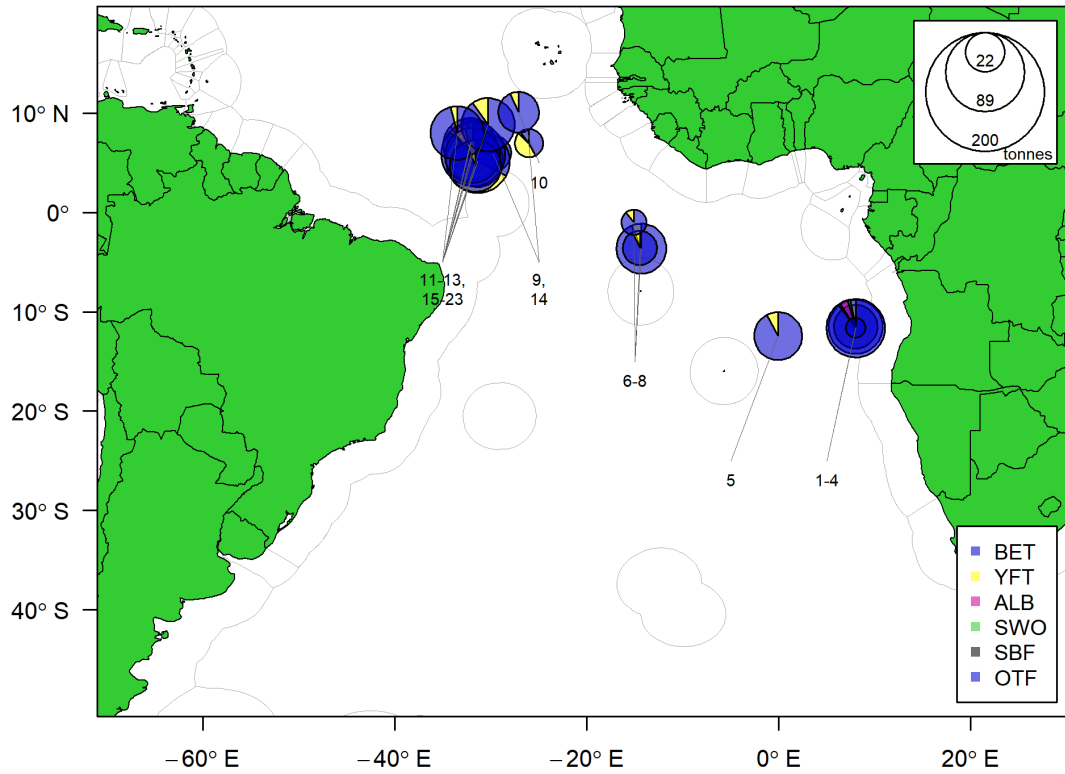 22
89
200
tonnes
10° N
0°
10° S
20° S
30° S
40° S
10
11-13,
15-23
9,
14
6-8
5
1-4
BET
YFT
ALB
SWO
SBF
OTF
−60° E
−40° E
−20° E
0° E
20° E